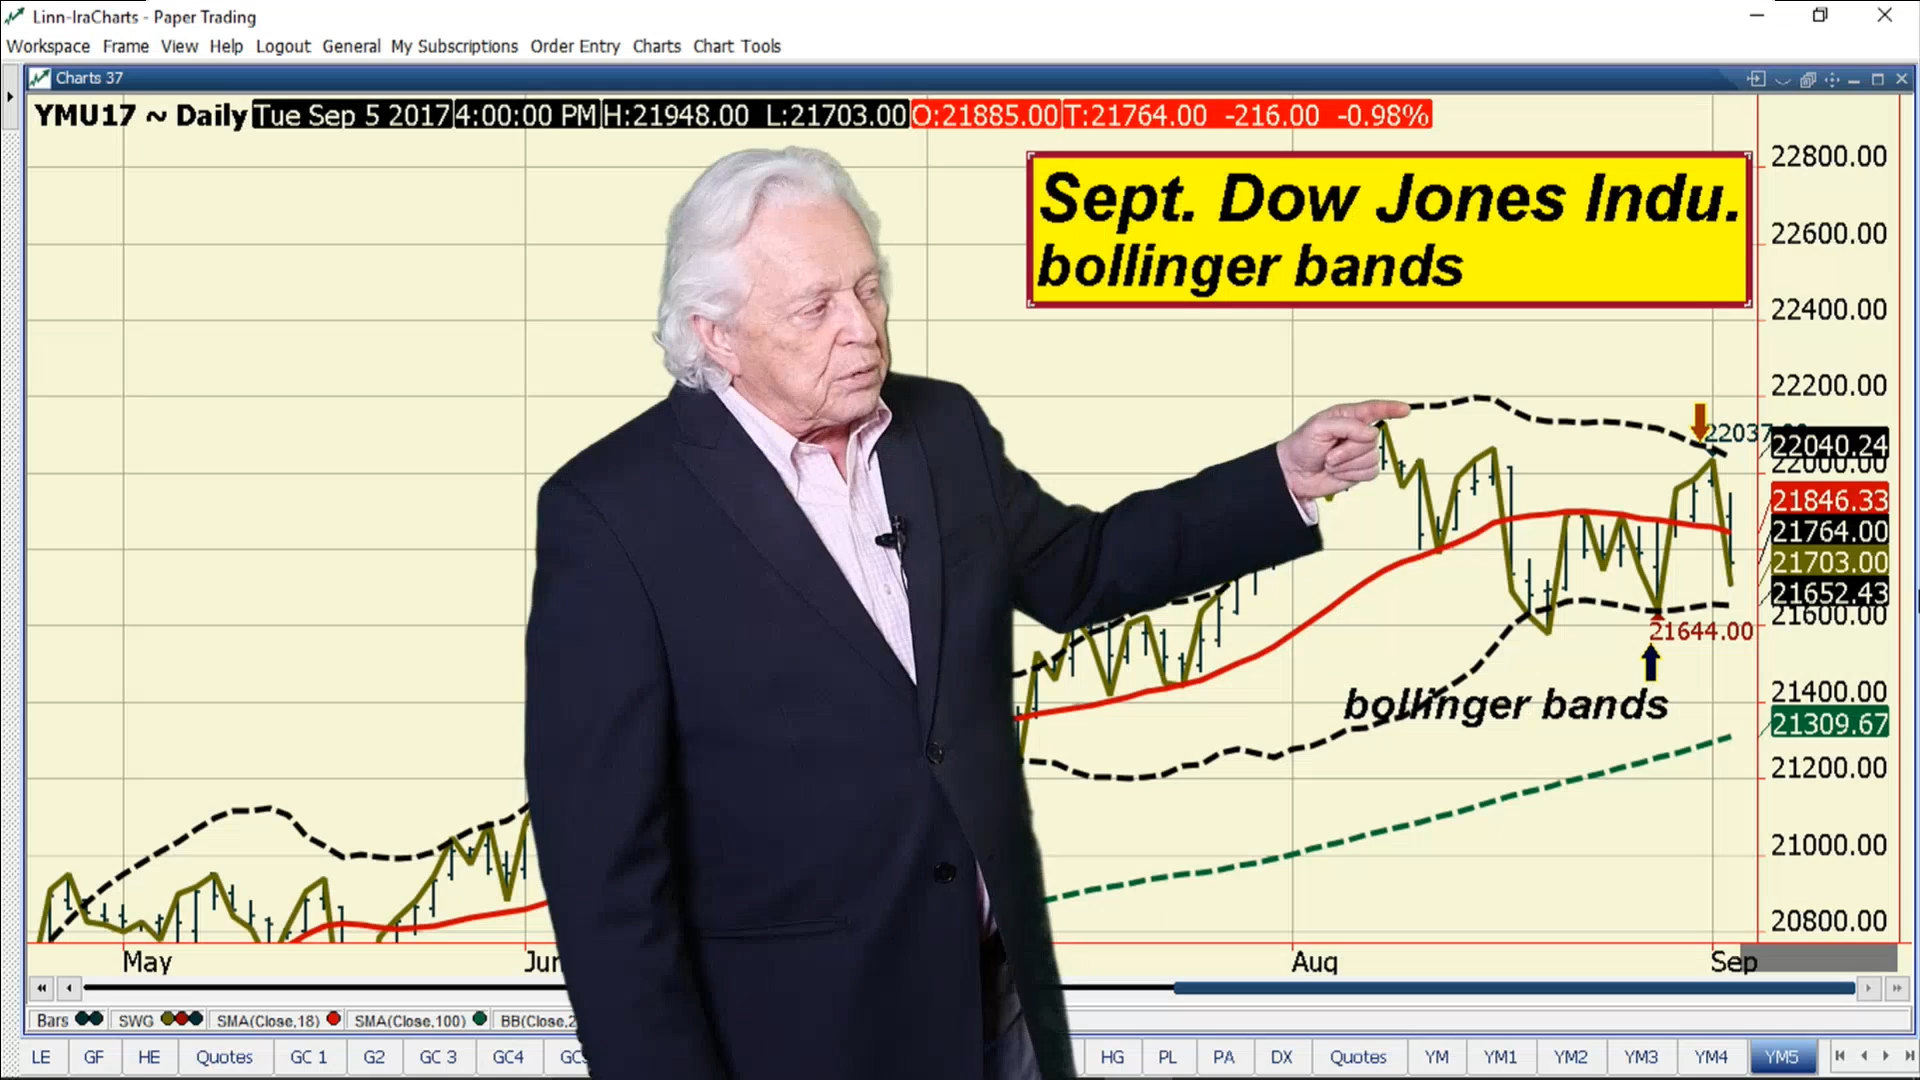 Linn-IraCharts - Paper Trading
Workspace Frame View Help Logout General My Subscriptions Order Entry Charts Chart Tools
Charts 37
YMU17 ~ Daily Tue Sep 5 2017 4:00:00 PM H:21948.00 L:21703.00 O:21885.00 T:21764.00 -216.00 -0.98%
22800.00
Sept. Dow Jones Indu.
22600.00
bollinger bands
22400.00
22200.00
22040.24
22000.00
21846.33
21764.00
21703.00
21652.43
21600.00
21644.00
21400.00
bollinger bands
21309.67
21200.00
21000.00
20800.00
May Aug Sep
Bars SWG SMA(Close,18) SMA(Close,100)
LE GF HE Quotes GC 1 G2 GC 3 GC4 HG PL PA DX Quotes YM YM1 YM2 YM3 YM4 YM5